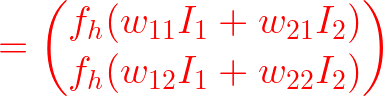 = ( f_h(w_{11}I_1 + w_{21}I_2)
f_h(w_{12}I_1 + w_{22}I_2) )